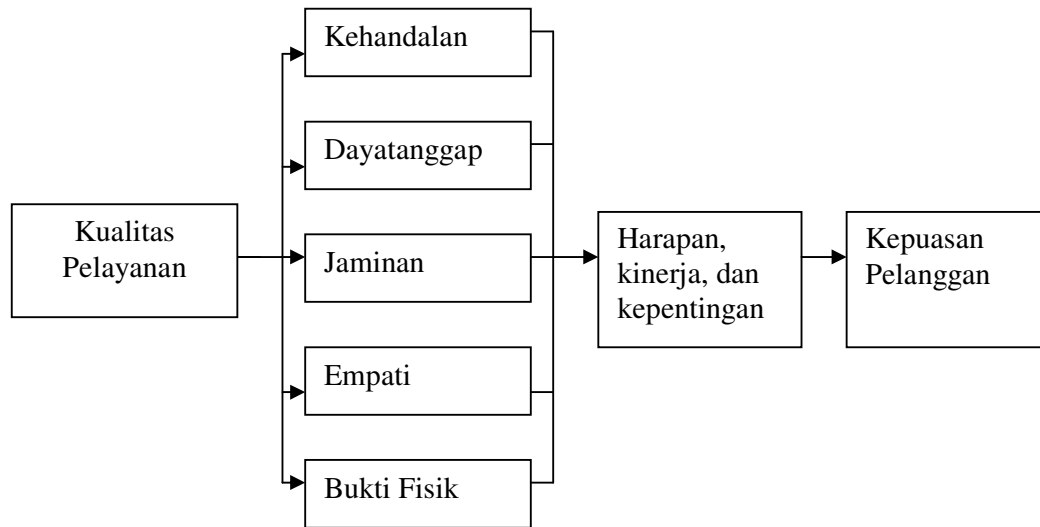 Kehandalan
Dayatanggap
Kualitas
Pelayanan
Jaminan
Empati
Bukti Fisik
Harapan,
kinerja, dan
kepentingan
Kepuasan
Pelanggan